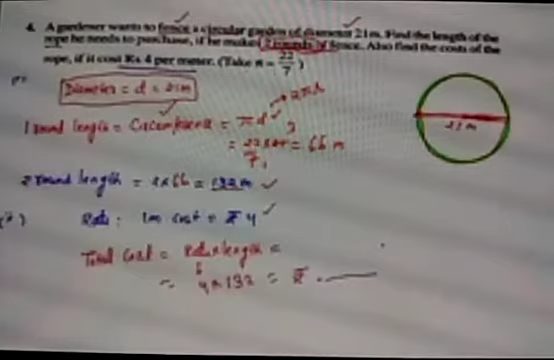 4. A gardener wants to fence a circular garden of diameter 21m. Find the length of the
rope he needs to purchase, if he makes 2 rounds of fence. Also find the costs of the
rope, if it cost Rs. 4 per meter. (Take π = 22/7)
Diameter = d = 21m
1 round length = Circumference = πd → 2πr
= 22×21/7 = 66 m
21 m
2 round length = 2×66 = 132m ✓
Rate: 1m cost = ₹ 4 ✓
Total Cost = Rate×length =
= 4×132 = ₹.